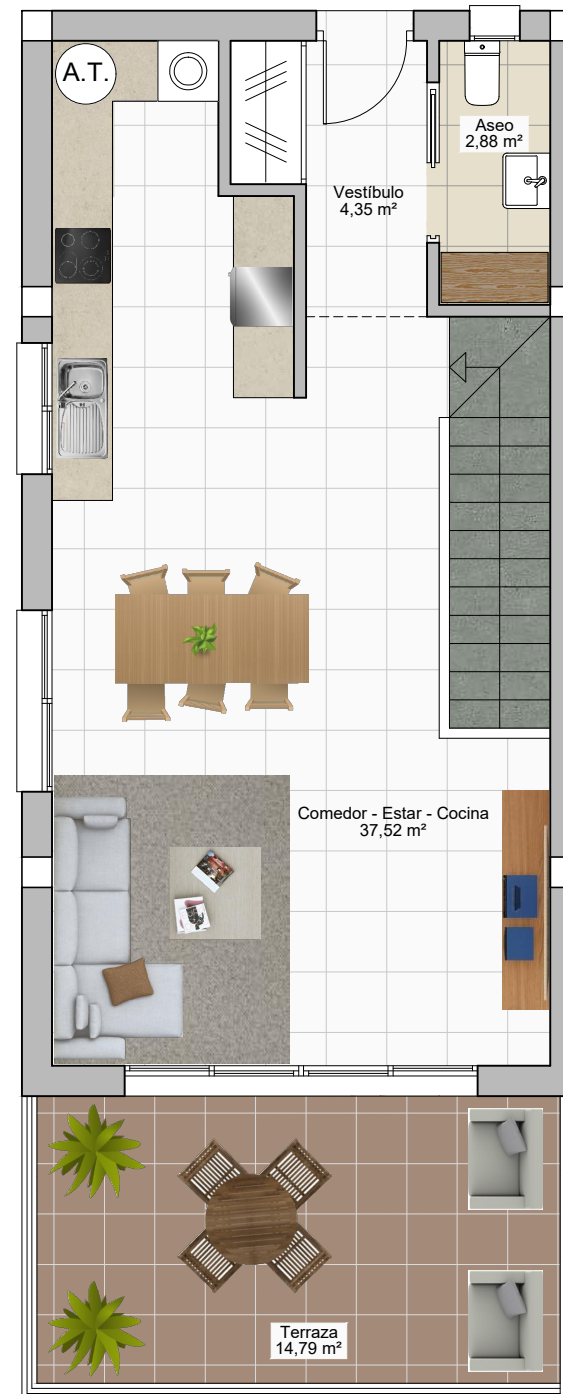 A.T.
Aseo
2,88 m²
Vestíbulo
4,35 m²
Comedor - Estar - Cocina
37,52 m²
Terraza
14,79 m²